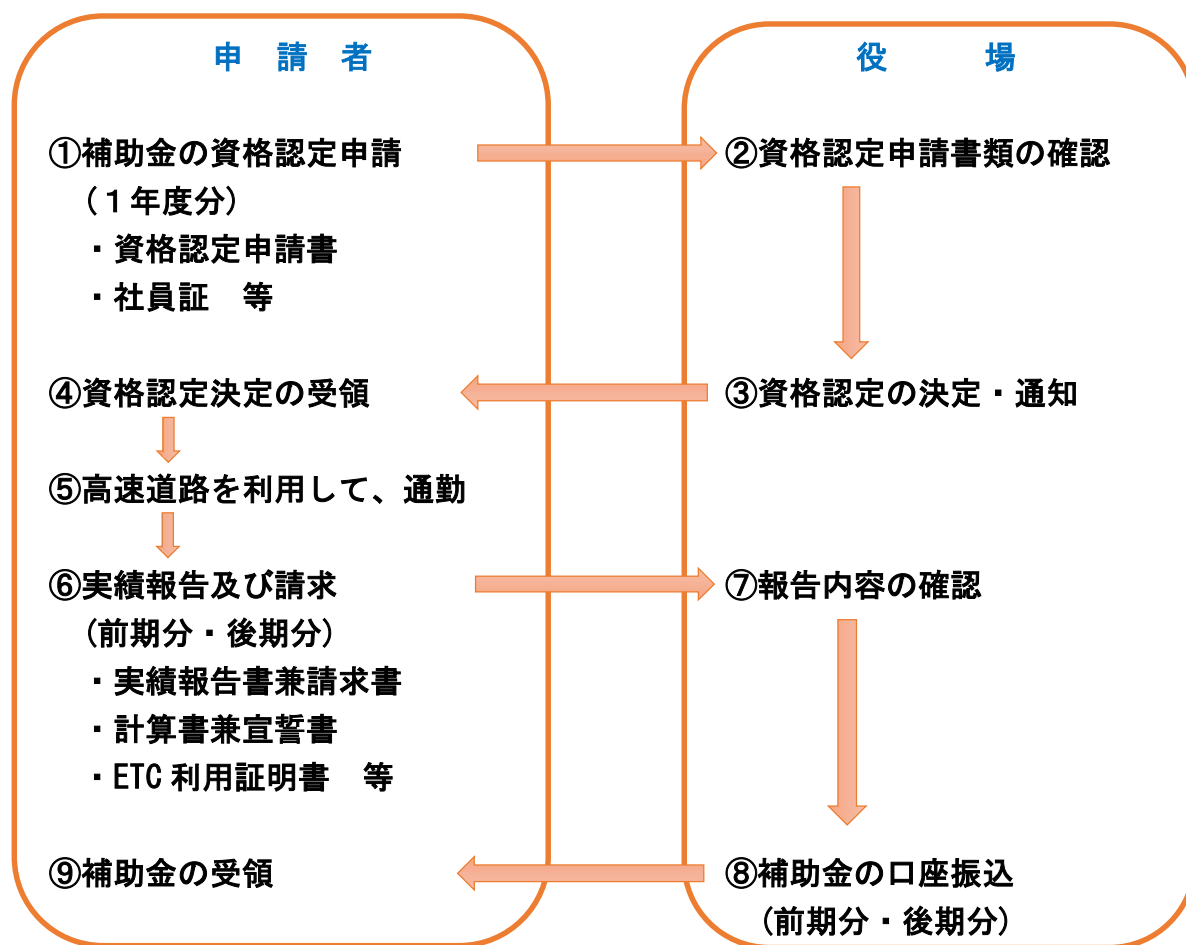 申　請　者
①補助金の資格認定申請
（１年度分）
・資格認定申請書
・社員証　等
④資格認定決定の受領
⑤高速道路を利用して、通勤
⑥実績報告及び請求
（前期分・後期分）
・実績報告書兼請求書
・計算書兼宣誓書
・ETC 利用証明書　等
⑨補助金の受領
役　　　場
②資格認定申請書類の確認
③資格認定の決定・通知
⑦報告内容の確認
⑧補助金の口座振込
（前期分・後期分）